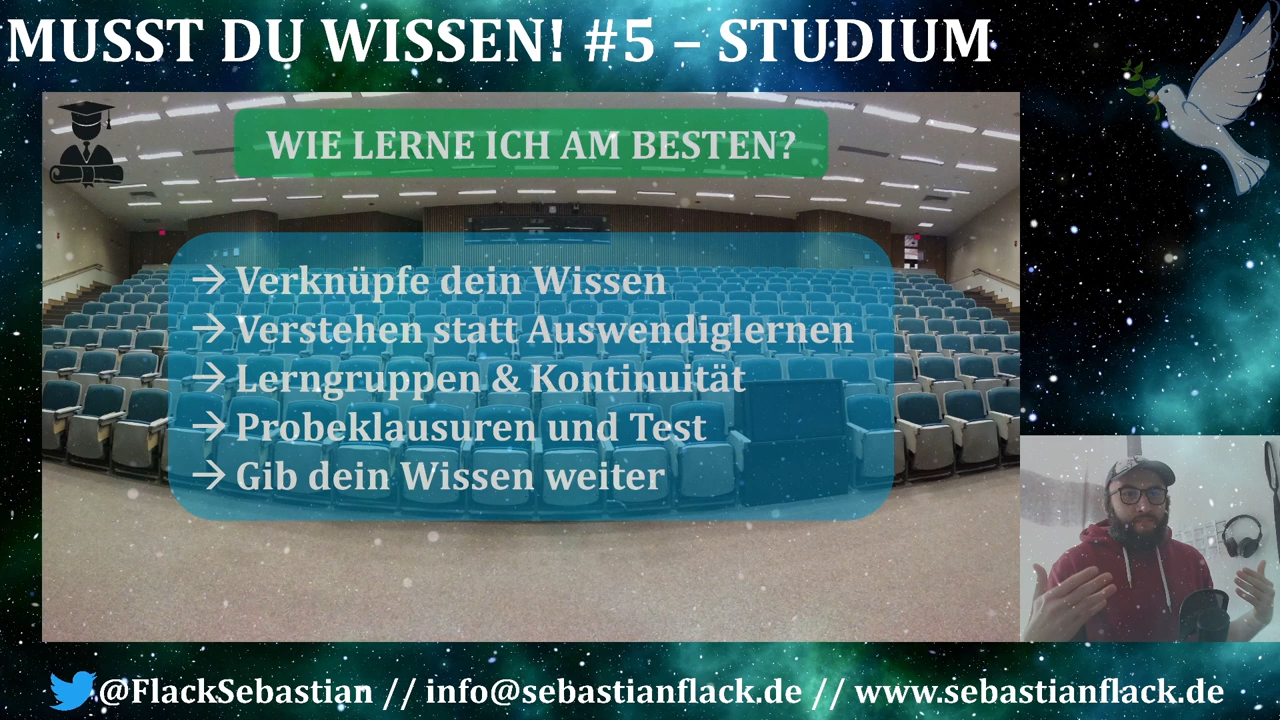 MUSST DU WISSEN! #5 – STUDIUM
WIE LERNE ICH AM BESTEN?
→ Verknüpfe dein Wissen
→ Verstehen statt Auswendiglernen
→ Lerngruppen & Kontinuität
→ Probeklausuren und Test
→ Gib dein Wissen weiter
@FlackSebastian // info@sebastianflack.de // www.sebastianflack.de